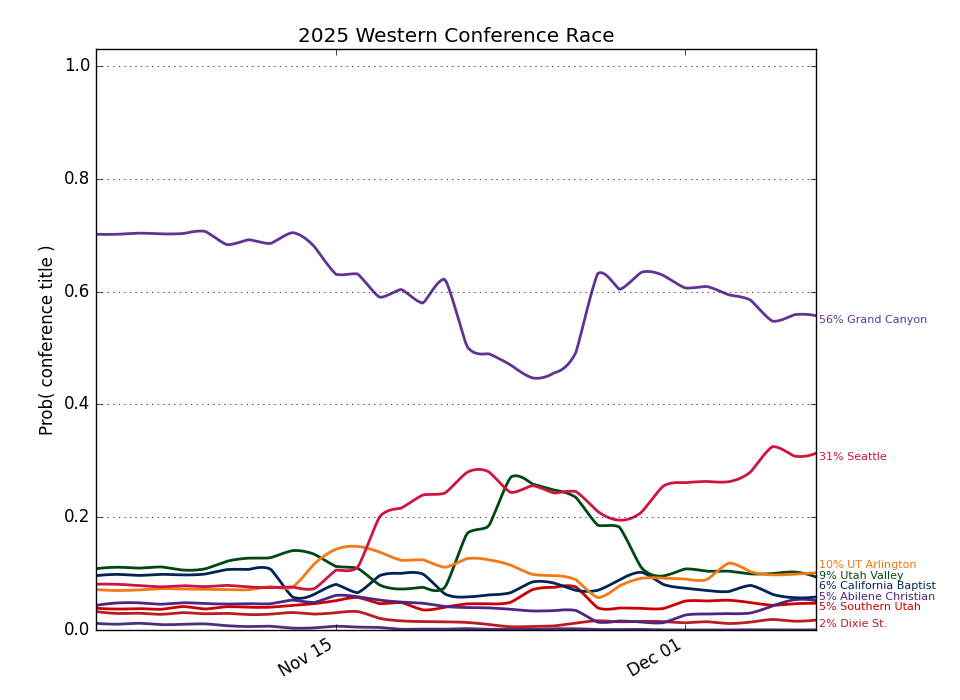 2025 Western Conference Race
Prob( conference title )
1.0
0.8
0.6
0.4
0.2
0.0
Nov 15
Dec 01
56% Grand Canyon
31% Seattle
10% UT Arlington
9% Utah Valley
6% California Baptist
5% Abilene Christian
5% Southern Utah
2% Dixie St.